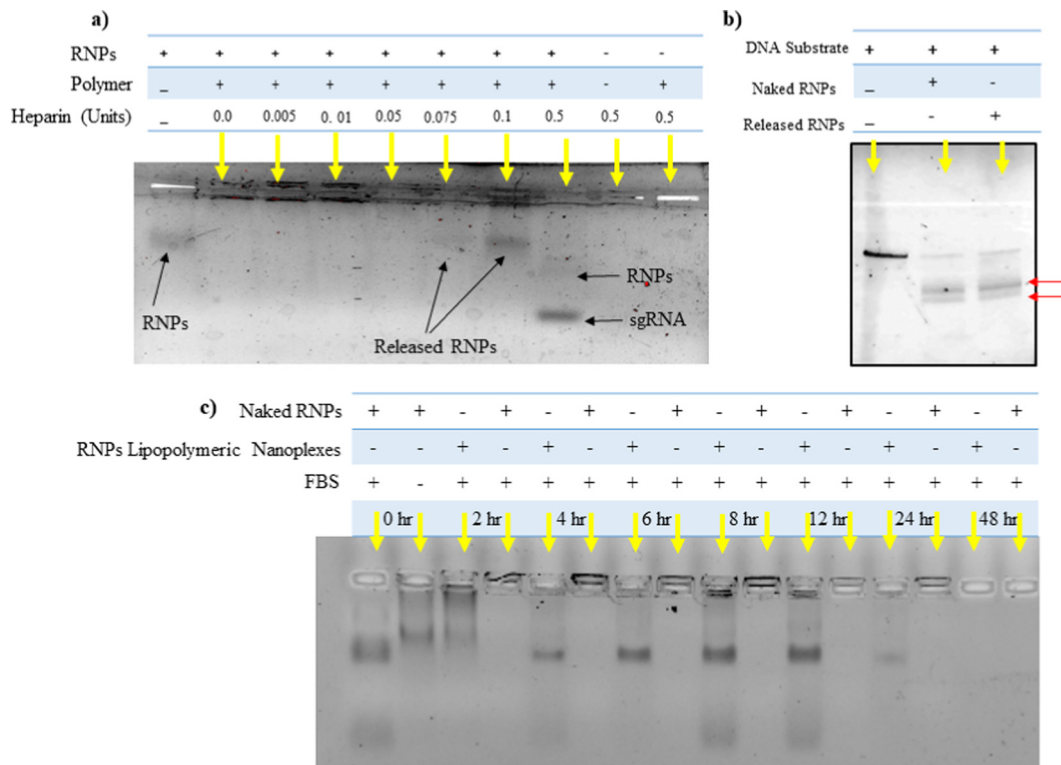 a)
RNPs + + + + + + + + - -
Polymer _ + + + + + + + - +
Heparin (Units) _ 0.0 0.005 0. 01 0.05 0.075 0.1 0.5 0.5 0.5
RNPs
Released RNPs
RNPs
sgRNA
b)
DNA Substrate + + +
Naked RNPs _ + -
Released RNPs _ - +
c)
Naked RNPs + + - + - + - + - + - + - + - +
RNPs Lipopolymeric Nanoplexes - - + - + - + - + - + - + - + -
FBS + - + + + + + + + + + + + + + +
0 hr 2 hr 4 hr 6 hr 8 hr 12 hr 24 hr 48 hr